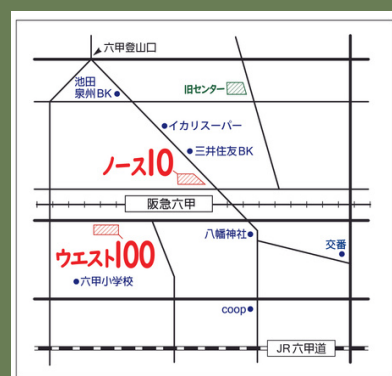 六甲登山口
池田
泉州BK
旧センター
イカリスーパー
三井住友BK
ノース10
阪急六甲
八幡神社
交番
ウエスト100
六甲小学校
coop
JR六甲道